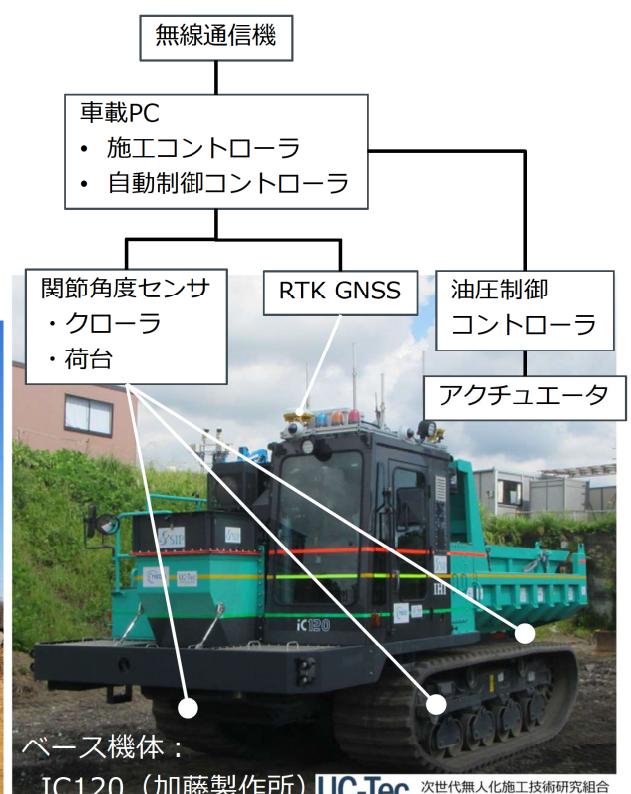 無線通信機
車載PC
• 施工コントローラ
• 自動制御コントローラ
関節角度センサ
・クローラ
・荷台
RTK GNSS
油圧制御
コントローラ
アクチュエータ
SIP
UC-Tec
IHI
iC120
ベース機体：
IC120（加藤製作所）
UC-Tec 次世代無人化施工技術研究組合